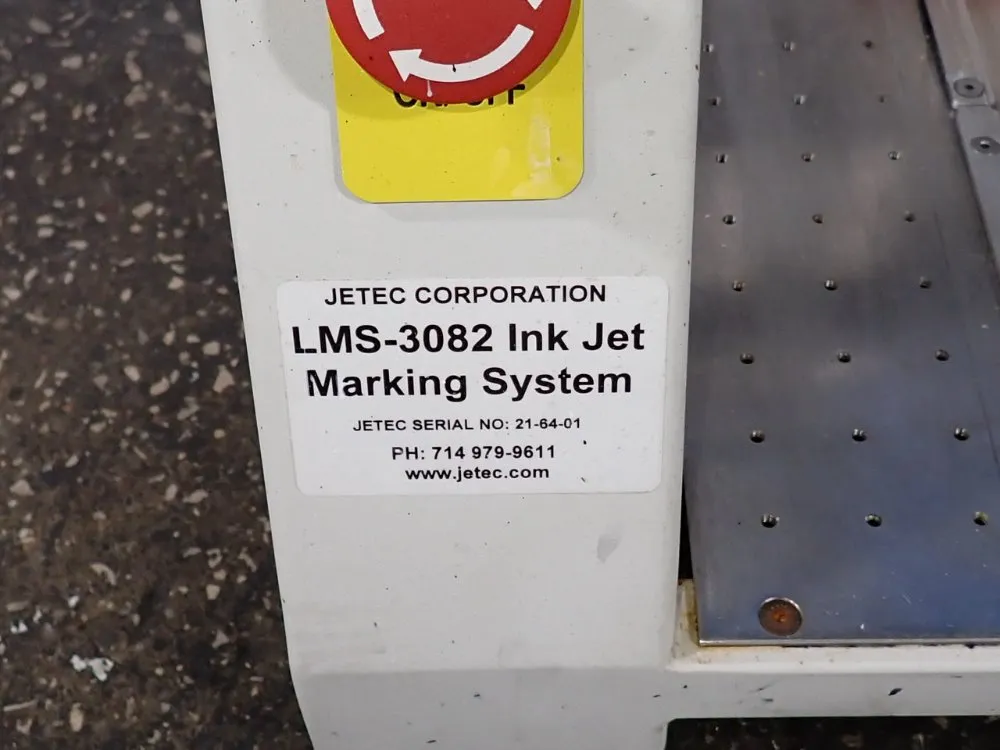 JETEC CORPORATION
LMS-3082 Ink Jet
Marking System
JETEC SERIAL NO: 21-64-01
PH: 714 979-9611
www.jetec.com